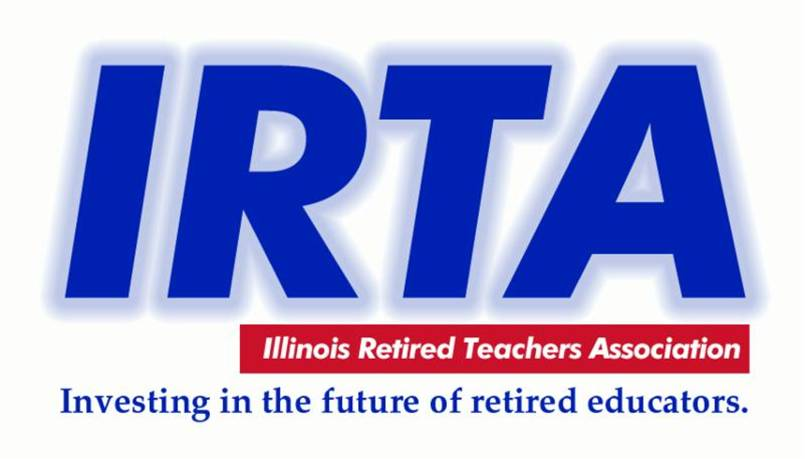 IRTA
Illinois Retired Teachers Association
Investing in the future of retired educators.